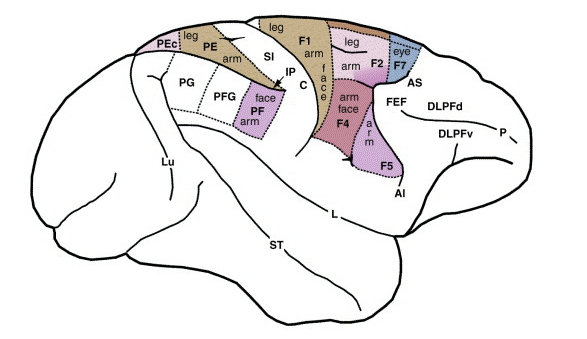 leg
leg
PEc
PE
F1
leg
eye
arm
SI
arm
F2
F7
IP
face
AS
PG
C
PFG
face
PF
arm
arm
face
F4
arm
FEF
DLPFd
DLPFv
P
Lu
F5
AI
L
ST